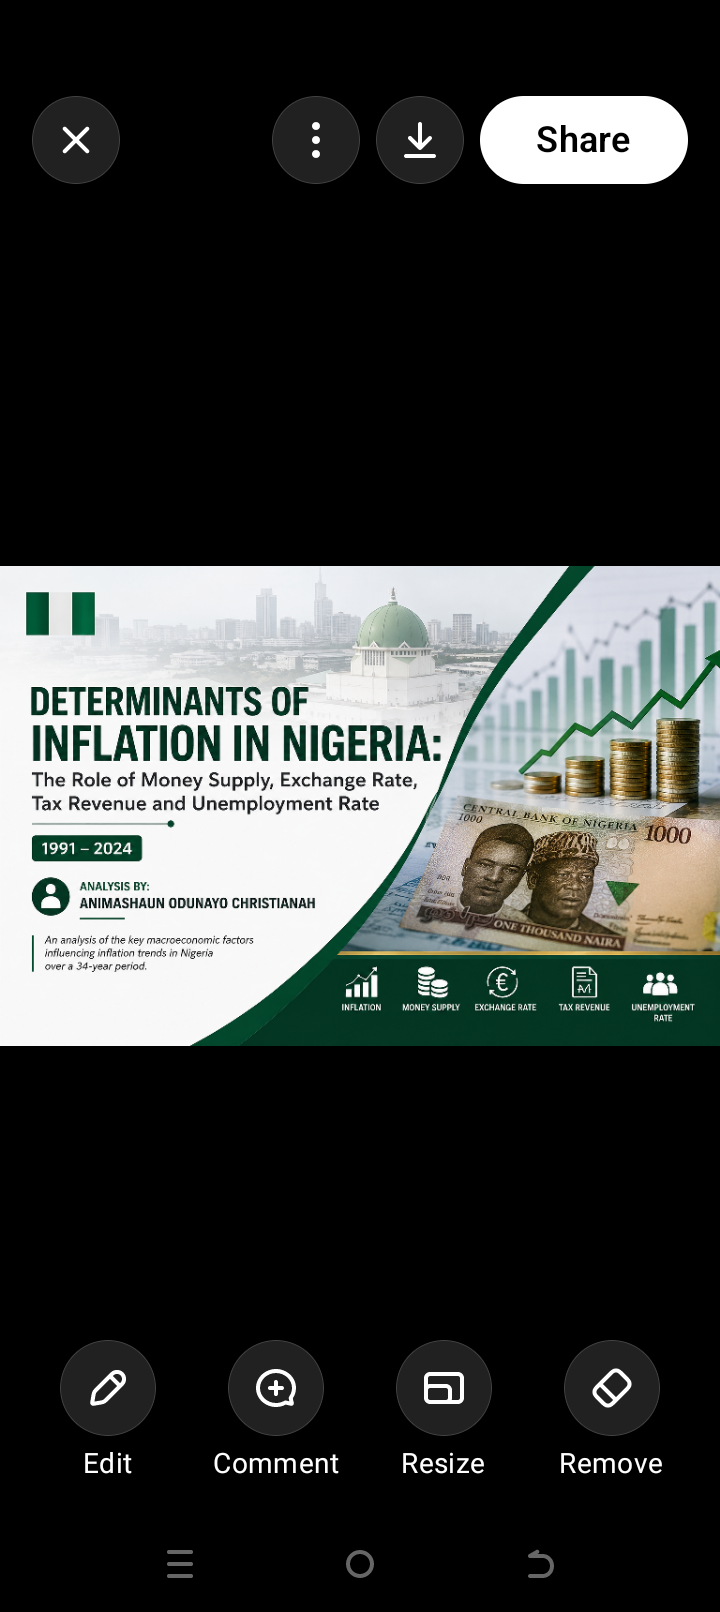 Share
DETERMINANTS OF
INFLATION IN NIGERIA:
The Role of Money Supply, Exchange Rate,
Tax Revenue and Unemployment Rate
1991 – 2024
ANALYSIS BY:
ANIMASHAUN ODUNAYO CHRISTIANAH
An analysis of the key macroeconomic factors
influencing inflation trends in Nigeria
over a 34-year period.
CENTRAL BANK OF NIGERIA
1000
1000
ONE THOUSAND NAIRA
INFLATION
MONEY SUPPLY
EXCHANGE RATE
TAX REVENUE
UNEMPLOYMENT
RATE
Edit
Comment
Resize
Remove